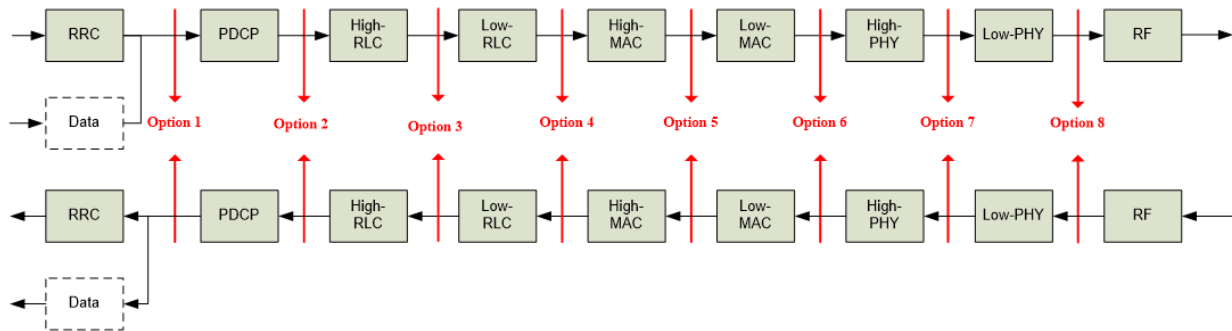 RRC
PDCP
High-
RLC
Low-
RLC
High-
MAC
Low-
MAC
High-
PHY
Low-PHY
RF
Data
Option 1
Option 2
Option 3
Option 4
Option 5
Option 6
Option 7
Option 8
RRC
PDCP
High-
RLC
Low-
RLC
High-
MAC
Low-
MAC
High-
PHY
Low-PHY
RF
Data